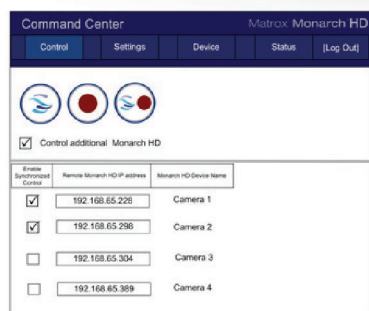 Command Center Matrox Monarch HD
Control Settings Device Status [Log Out]
Control additional Monarch HD
Enable Synchronized Control Remote Monarch HD IP address Monarch HD Device Name
192.168.65.228 Camera 1
192.168.65.298 Camera 2
192.168.65.304 Camera 3
192.168.65.389 Camera 4